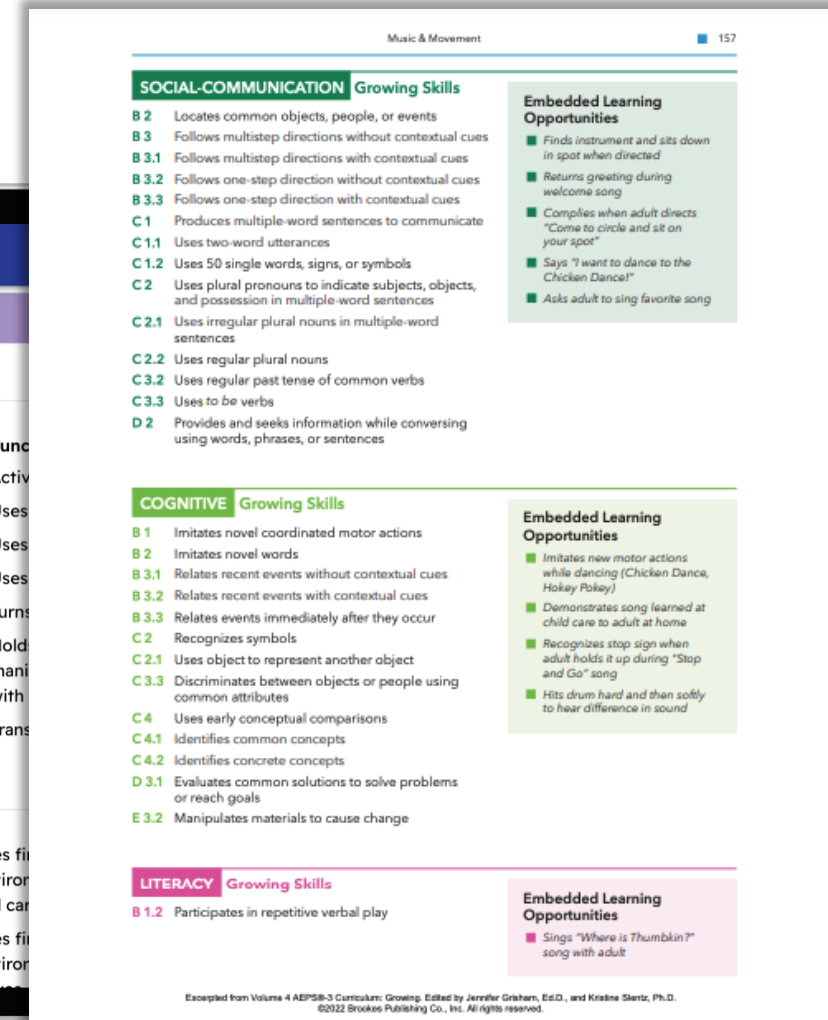 Music & Movement
157
SOCIAL-COMMUNICATION Growing Skills
B 2 Locates common objects, people, or events
B 3 Follows multistep directions without contextual cues
B 3.1 Follows multistep directions with contextual cues
B 3.2 Follows one-step direction without contextual cues
B 3.3 Follows one-step direction with contextual cues
C 1 Produces multiple-word sentences to communicate
C 1.1 Uses two-word utterances
C 1.2 Uses 50 single words, signs, or symbols
C 2 Uses plural pronouns to indicate subjects, objects,
and possession in multiple-word sentences
C 2.1 Uses irregular plural nouns in multiple-word
sentences
C 2.2 Uses regular plural nouns
C 3.2 Uses regular past tense of common verbs
C 3.3 Uses to be verbs
D 2 Provides and seeks information while conversing
using words, phrases, or sentences
Embedded Learning
Opportunities
Finds instrument and sits down
in spot when directed
Returns greeting during
welcome song
Complies when adult directs
"Come to circle and sit on
your spot"
Says "I want to dance to the
Chicken Dance!"
Asks adult to sing favorite song
COGNITIVE Growing Skills
B 1 Imitates novel coordinated motor actions
B 2 Imitates novel words
B 3.1 Relates recent events without contextual cues
B 3.2 Relates recent events with contextual cues
B 3.3 Relates events immediately after they occur
C 2 Recognizes symbols
C 2.1 Uses object to represent another object
C 3.3 Discriminates between objects or people using
common attributes
C 4 Uses early conceptual comparisons
C 4.1 Identifies common concepts
C 4.2 Identifies concrete concepts
D 3.1 Evaluates common solutions to solve problems
or reach goals
E 3.2 Manipulates materials to cause change
Embedded Learning
Opportunities
Imitates new motor actions
while dancing (Chicken Dance,
Hokey Pokey)
Demonstrates song learned at
child care to adult at home
Recognizes stop sign when
adult holds it up during "Stop
and Go" song
Hits drum hard and then softly
to hear difference in sound
LITERACY Growing Skills
B 1.2 Participates in repetitive verbal play
Embedded Learning
Opportunities
Sings "Where is Thumbkin?"
song with adult
Excerpted from Volume 4 AEPS®-3 Curriculum: Growing. Edited by Jennifer Grisham, Ed.D., and Kristine Slentz, Ph.D.
©2022 Brookes Publishing Co., Inc. All rights reserved.